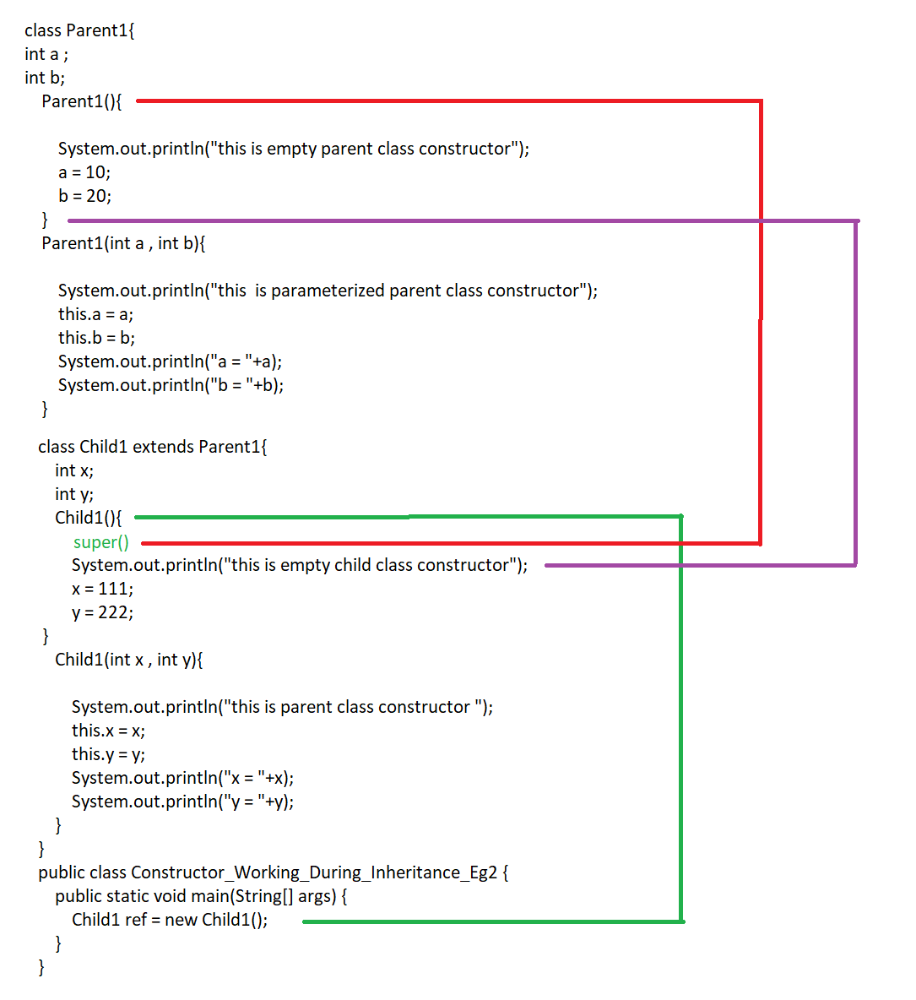 class Parent1{
int a ;
int b;
Parent1(){
System.out.println("this is empty parent class constructor");
a = 10;
b = 20;
}
Parent1(int a , int b){
System.out.println("this  is parameterized parent class constructor");
this.a = a;
this.b = b;
System.out.println("a = "+a);
System.out.println("b = "+b);
}
class Child1 extends Parent1{
int x;
int y;
Child1(){
super()
System.out.println("this is empty child class constructor");
x = 111;
y = 222;
}
Child1(int x , int y){
System.out.println("this is parent class constructor ");
this.x = x;
this.y = y;
System.out.println("x = "+x);
System.out.println("y = "+y);
}
}
public class Constructor_Working_During_Inheritance_Eg2 {
public static void main(String[] args) {
Child1 ref = new Child1();
}
}